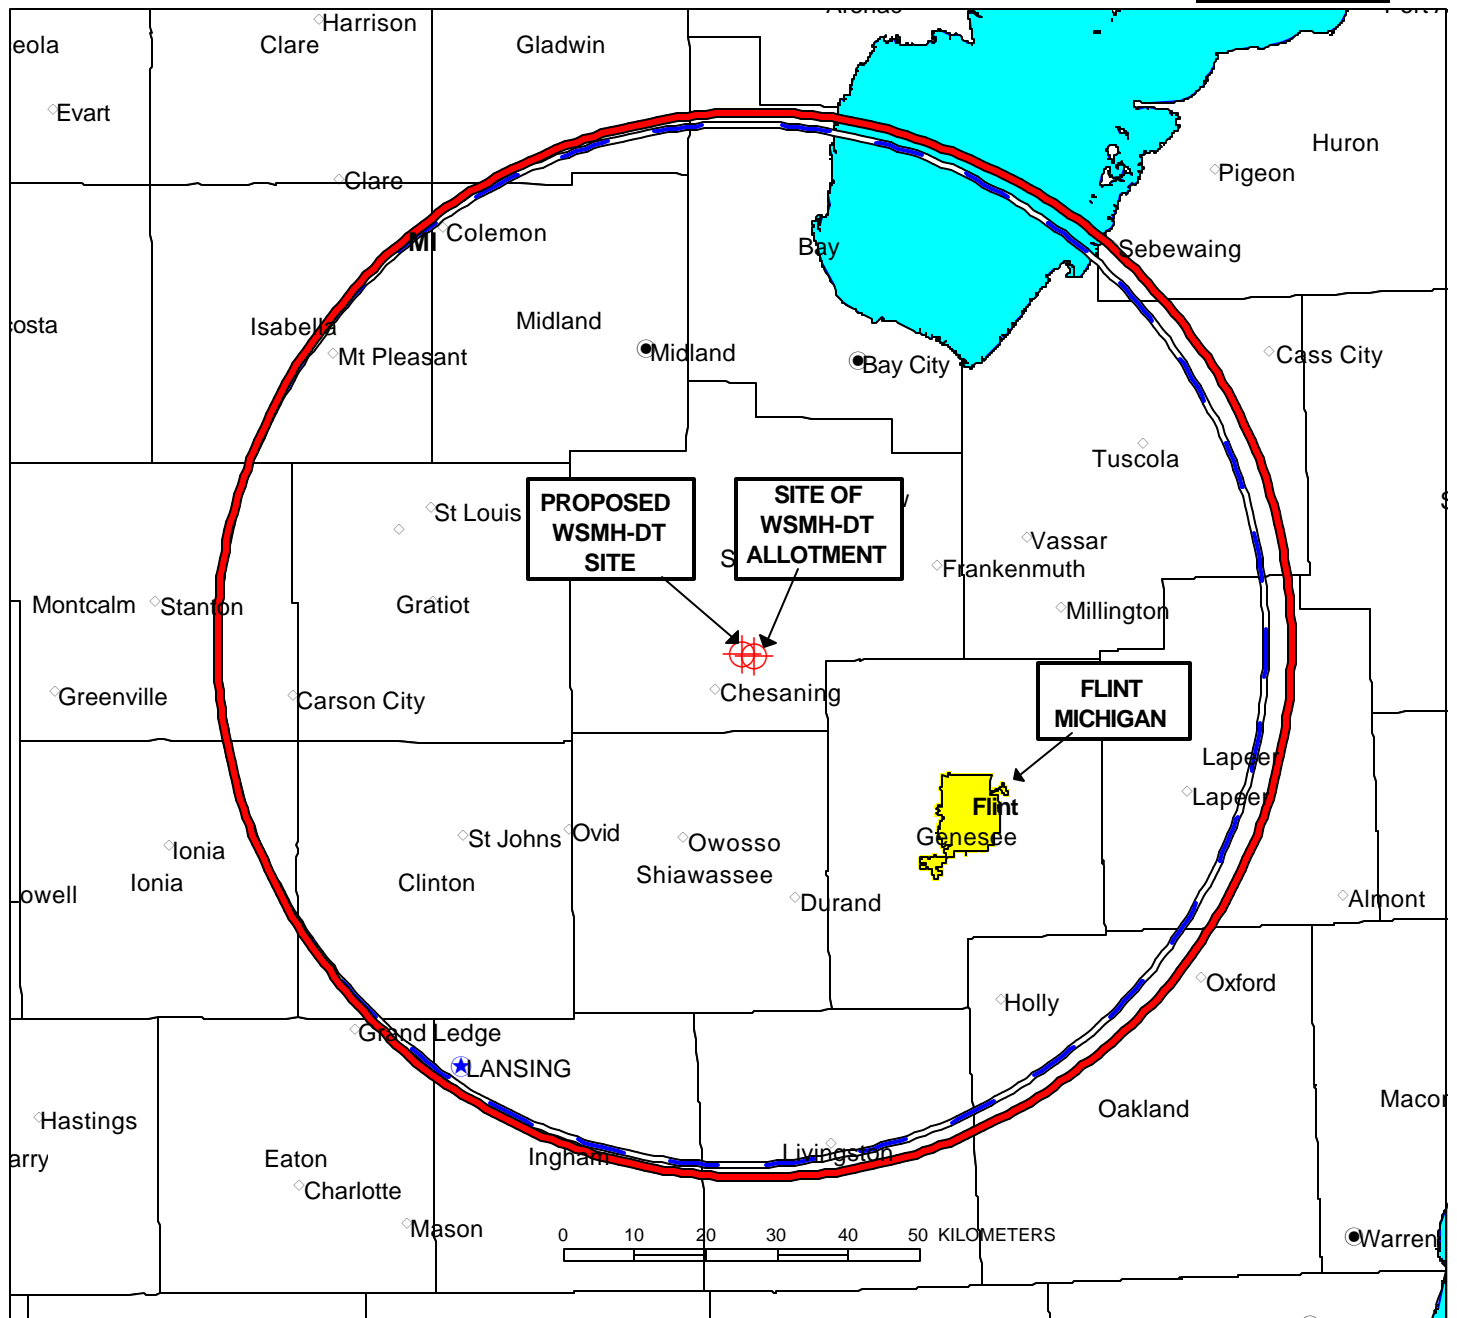 Harrison
eola
Clare
Gladwin
Evart
Huron
Clare
Pigeon
MI
Colemon
Bay
Sebewaing
costa
Isabella
Midland
Mt Pleasant
Midland
Bay City
Cass City
Tuscola
St Louis
PROPOSED
WSMH-DT
SITE
SITE OF
WSMH-DT
ALLOTMENT
Vassar
Frankenmuth
Montcalm
Stanton
Gratiot
Millington
Greenville
Carson City
Chesaning
FLINT
MICHIGAN
Lapeer
Lapeer
Flint
Genesee
Ionia
St Johns
Ovid
Owosso
Ionia
Clinton
Shiawassee
owell
Durand
Almont
Oxford
Holly
Grand Ledge
LANSING
Hastings
Oakland
Macor
arry
Eaton
Ingham
Livingston
Charlotte
Mason
0 10 20 30 40 50 KILOMETERS
Warren